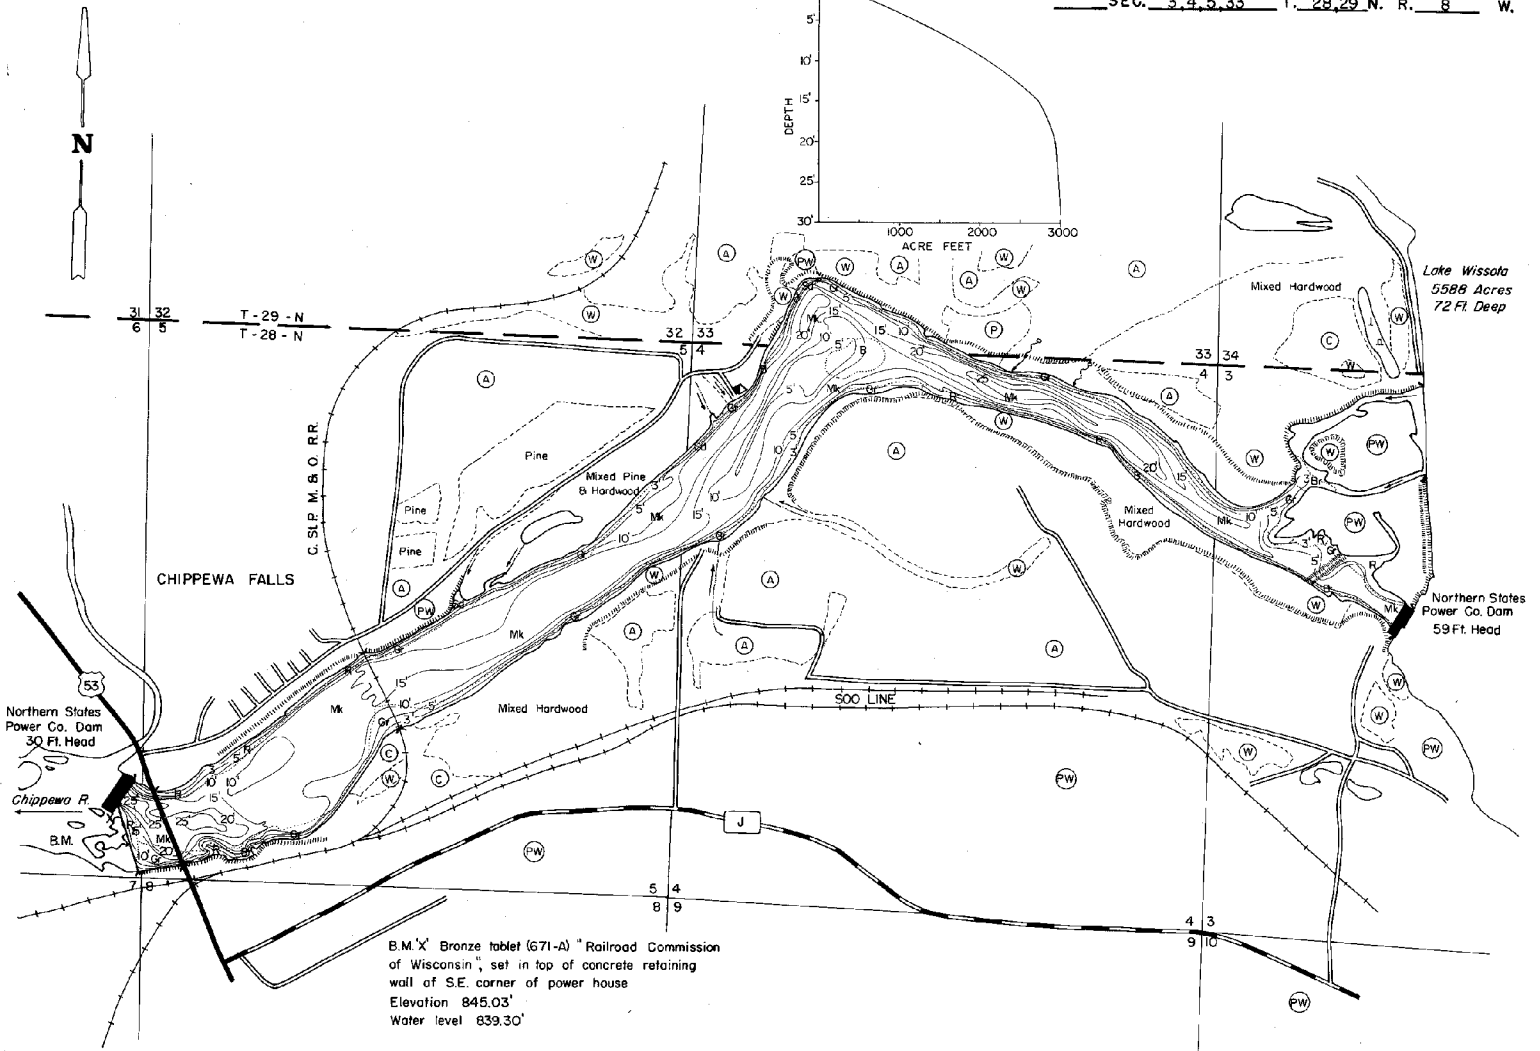 SEC. 3,4,5,33 T. 28,29 N. R. 8 W.
5'
10'
15'
20'
25'
30'
DEPTH
1000 2000 3000
ACRE FEET
N
Lake Wissota
5588 Acres
72 Ft. Deep
Mixed Hardwood
31 32
6 5
T-29-N
T-28-N
32 33
5 4
33 34
4 3
C. ST.P. M. & O. RR.
Pine
Pine
Pine
Mixed Pine
& Hardwood
Mixed
Hardwood
CHIPPEWA FALLS
Northern States
Power Co. Dam
59 Ft. Head
53
Northern States
Power Co. Dam
30 Ft. Head
Chippewa R.
B.M.
Mixed Hardwood
SOO LINE
J
7 8
5 4
8 9
4 3
9 10
B.M. 'X' Bronze tablet (671-A) "Railroad Commission
of Wisconsin", set in top of concrete retaining
wall at S.E. corner of power house
Elevation 845.03'
Water level 839.30'